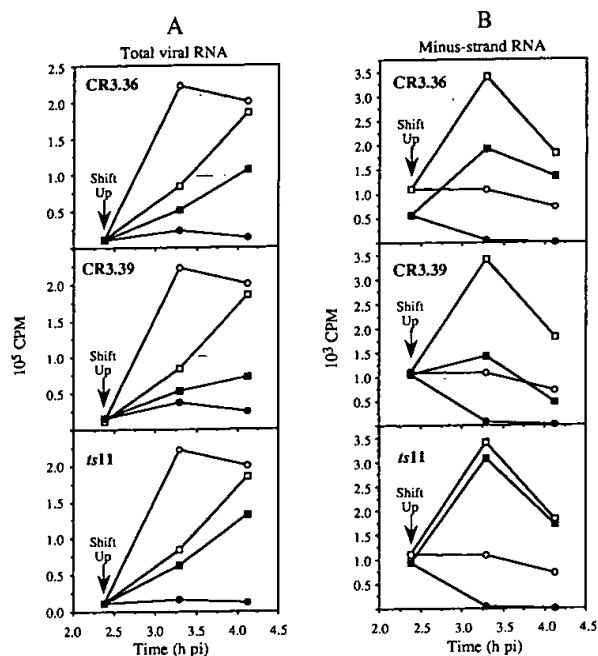 A
Total viral RNA
CR3.36
2.5
2.0
1.5
1.0
0.5
Shift
Up
CR3.39
2.0
1.5
1.0
0.5
Shift
Up
ts11
2.0
1.5
1.0
0.5
0.0
Shift
Up
10⁵ CPM
2.0 2.5 3.0 3.5 4.0 4.5
Time (h pi)
B
Minus-strand RNA
CR3.36
3.5
3.0
2.5
2.0
1.5
1.0
0.5
Shift
Up
CR3.39
3.5
3.0
2.5
2.0
1.5
1.0
0.5
Shift
Up
ts11
3.5
3.0
2.5
2.0
1.5
1.0
0.5
Shift
Up
10³ CPM
2.0 2.5 3.0 3.5 4.0 4.5
Time (h pi)